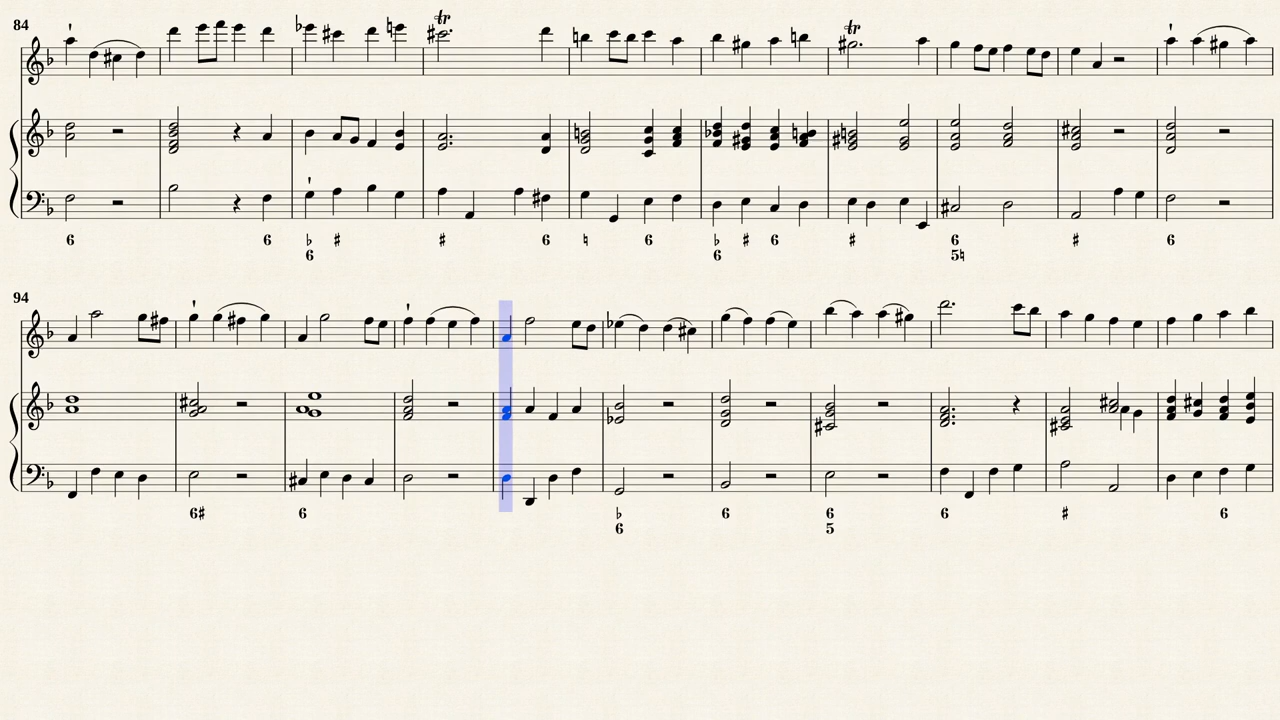 84
tr tr
6 6 ♭ ♯ ♯ 6 ♮ 6 ♭ ♯ 6 ♯ 6 ♯ 6
6 6 5♮
94
6♯ 6 ♭ 6 6 6 ♯ 6
6 5